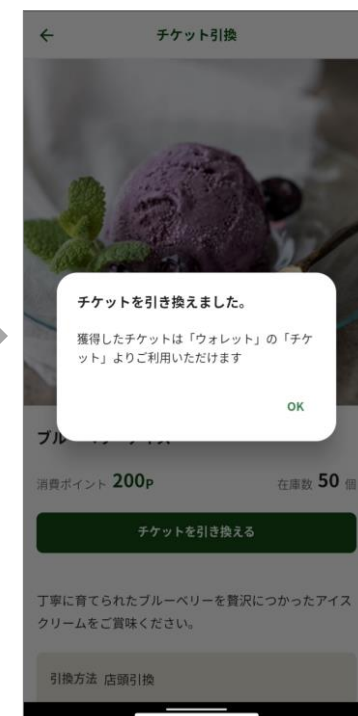 チケット引換
チケットを引き換えました。
獲得したチケットは「ウォレット」の「チケ
ット」よりご利用いただけます
OK
消費ポイント 200P 在庫数 50 個
チケットを引き換える
丁寧に育てられたブルーベリーを贅沢につかったアイス
クリームをご賞味ください。
引換方法 店頭引換